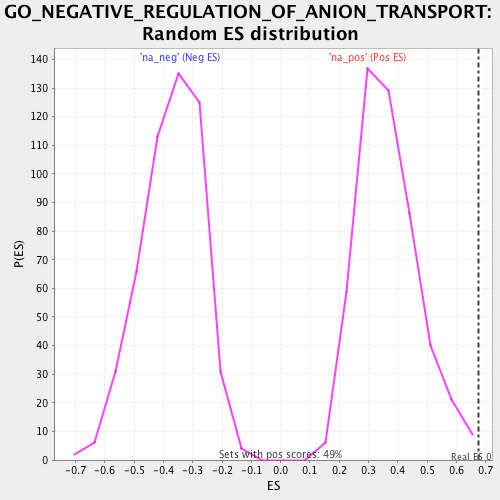 GO_NEGATIVE_REGULATION_OF_ANION_TRANSPORT:
Random ES distribution
'na_neg' (Neg ES)
'na_pos' (Pos ES)
140
130
120
110
100
90
80
70
60
50
40
30
20
10
0
P(ES)
Sets with pos scores: 49%
Real ES 0
-0.7 -0.6 -0.5 -0.4 -0.3 -0.2 -0.1 0.0 0.1 0.2 0.3 0.4 0.5 0.6 0.7
ES